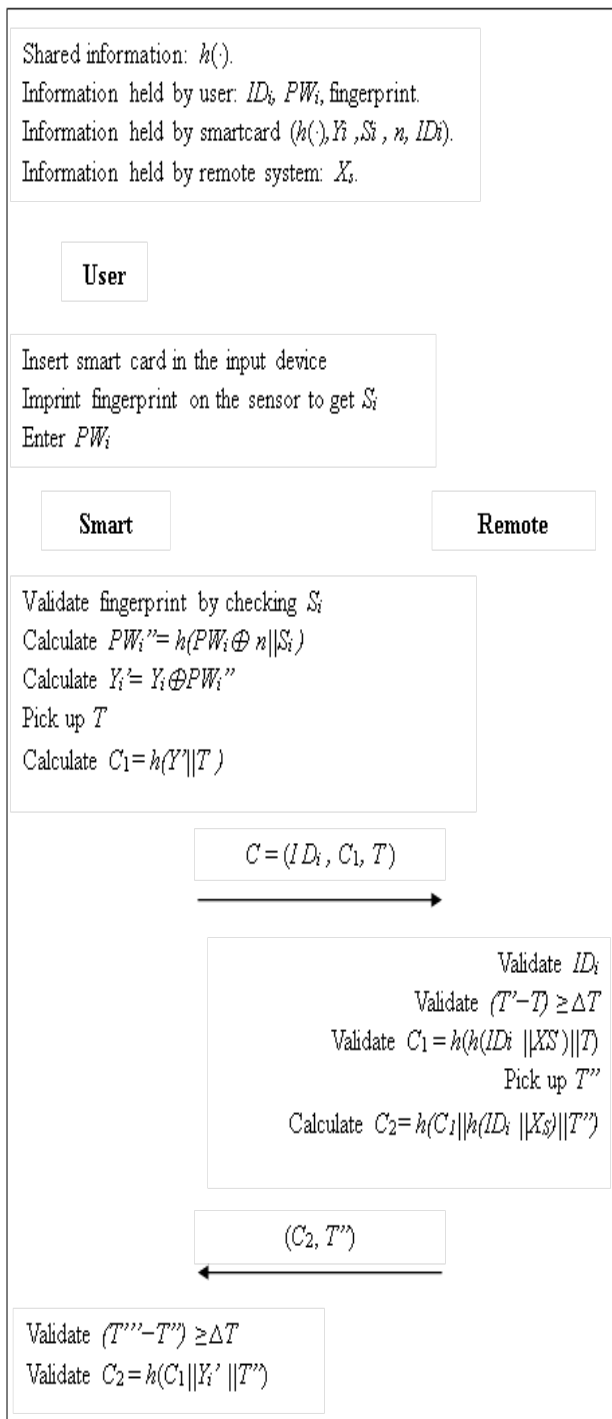 Shared information: h(·).
Information held by user: IDi, PWi, fingerprint.
Information held by smartcard (h(·),Yi ,Si , n, IDi).
Information held by remote system: Xs.
User
Insert smart card in the input device
Imprint fingerprint on the sensor to get Si
Enter PWi
Smart
Remote
Validate fingerprint by checking Si
Calculate PWi”= h(PWi⊕ n||Si )
Calculate Yi’= Yi⊕PWi”
Pick up T
Calculate C1= h(Y’||T )
C = (I Di , C1, T)
Validate IDi
Validate (T’−T) ≥ΔT
Validate C1 = h(h(IDi ||XS )||T)
Pick up T”
Calculate C2= h(C1||h(IDi ||XS)||T”)
(C2, T”)
Validate (T’”−T”) ≥ΔT
Validate C2 = h(C1||Yi’ ||T”)